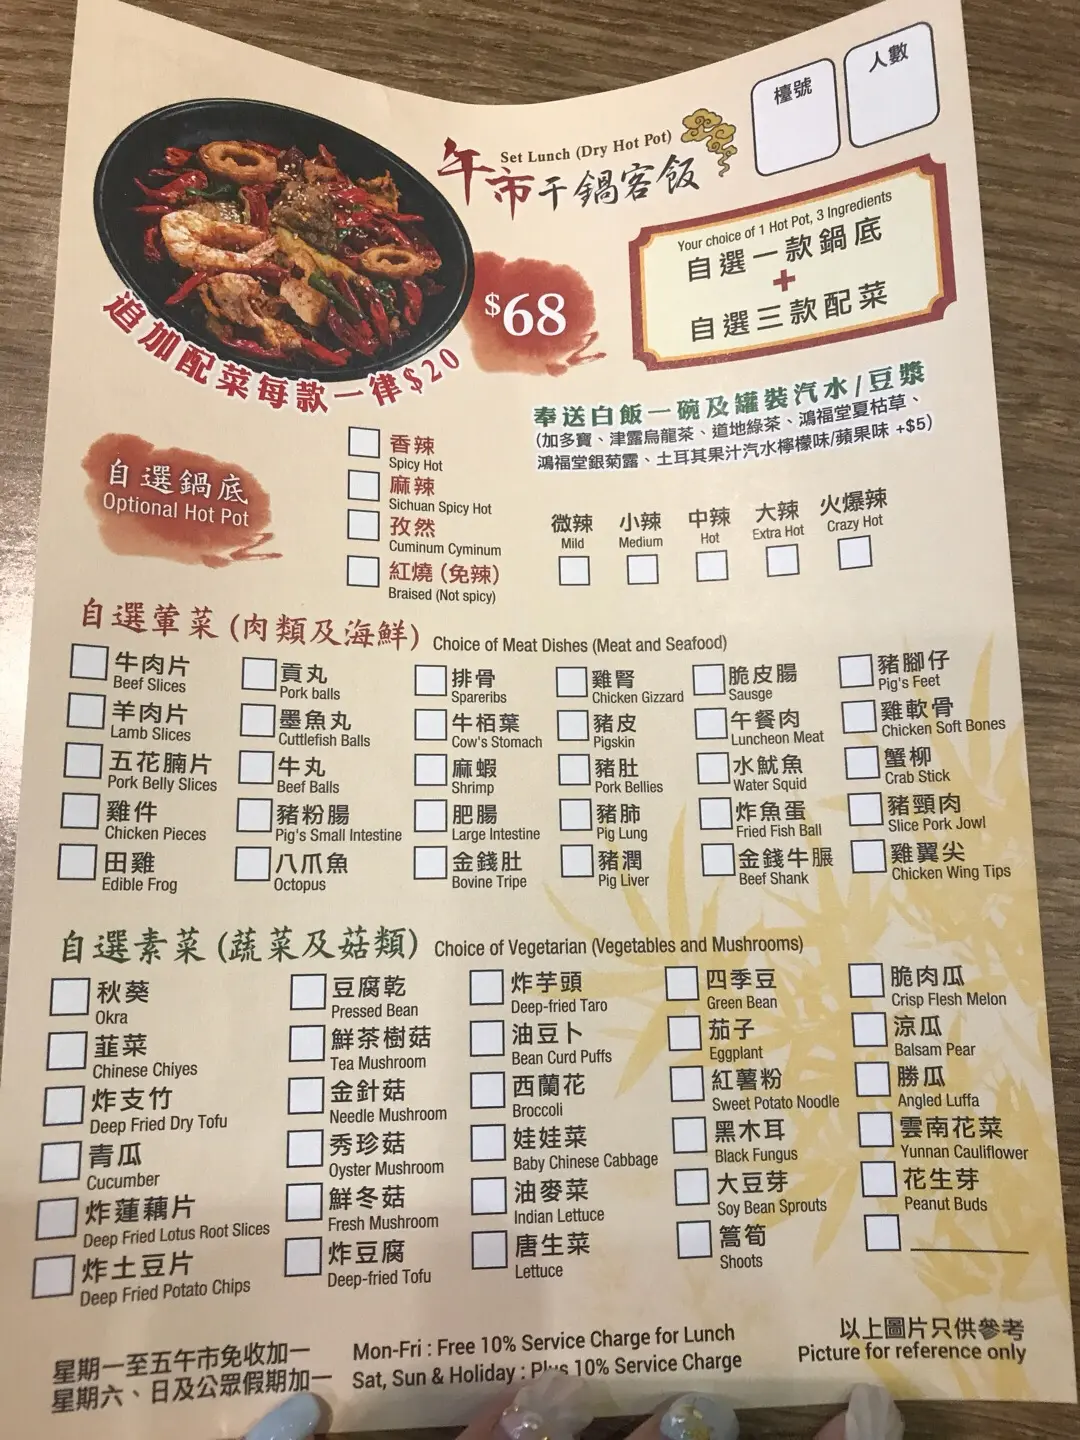 檯號
人數
Set Lunch (Dry Hot Pot)
午市干鍋客飯
$68
Your choice of 1 Hot Pot, 3 Ingredients
自選一款鍋底
+
自選三款配菜
追加配菜每款一律$20
奉送白飯一碗及罐裝汽水/豆漿
(加多寶、津露烏龍茶、道地綠茶、鴻福堂夏枯草、
鴻福堂銀菊露、土耳其果汁汽水檸檬味/蘋果味 +$5)
自選鍋底
Optional Hot Pot
香辣
Spicy Hot
麻辣
Sichuan Spicy Hot
孜然
Cuminum Cyminum
紅燒 (免辣)
Braised (Not spicy)
微辣
Mild
小辣
Medium
中辣
Hot
大辣
Extra Hot
火爆辣
Crazy Hot
自選葷菜 (肉類及海鮮) Choice of Meat Dishes (Meat and Seafood)
牛肉片
Beef Slices
羊肉片
Lamb Slices
五花腩片
Pork Belly Slices
雞件
Chicken Pieces
田雞
Edible Frog
貢丸
Pork balls
墨魚丸
Cuttlefish Balls
牛丸
Beef Balls
豬粉腸
Pig's Small Intestine
八爪魚
Octopus
排骨
Spareribs
牛栢葉
Cow's Stomach
麻蝦
Shrimp
肥腸
Large Intestine
金錢肚
Bovine Tripe
雞腎
Chicken Gizzard
豬皮
Pigskin
豬肚
Pork Bellies
豬肺
Pig Lung
豬潤
Pig Liver
脆皮腸
Sausge
午餐肉
Luncheon Meat
水魷魚
Water Squid
炸魚蛋
Fried Fish Ball
金錢牛𦟌
Beef Shank
豬腳仔
Pig's Feet
雞軟骨
Chicken Soft Bones
蟹柳
Crab Stick
豬頸肉
Slice Pork Jowl
雞翼尖
Chicken Wing Tips
自選素菜 (蔬菜及菇類) Choice of Vegetarian (Vegetables and Mushrooms)
秋葵
Okra
韮菜
Chinese Chiyes
炸支竹
Deep Fried Dry Tofu
青瓜
Cucumber
炸蓮藕片
Deep Fried Lotus Root Slices
炸土豆片
Deep Fried Potato Chips
豆腐乾
Pressed Bean
鮮茶樹菇
Tea Mushroom
金針菇
Needle Mushroom
秀珍菇
Oyster Mushroom
鮮冬菇
Fresh Mushroom
炸豆腐
Deep-fried Tofu
炸芋頭
Deep-fried Taro
油豆卜
Bean Curd Puffs
西蘭花
Broccoli
娃娃菜
Baby Chinese Cabbage
油麥菜
Indian Lettuce
唐生菜
Lettuce
四季豆
Green Bean
茄子
Eggplant
紅薯粉
Sweet Potato Noodle
黑木耳
Black Fungus
大豆芽
Soy Bean Sprouts
萵筍
Shoots
脆肉瓜
Crisp Flesh Melon
涼瓜
Balsam Pear
勝瓜
Angled Luffa
雲南花菜
Yunnan Cauliflower
花生芽
Peanut Buds
星期一至五午市免收加一
星期六、日及公眾假期加一
Mon-Fri : Free 10% Service Charge for Lunch
Sat, Sun & Holiday : Plus 10% Service Charge
以上圖片只供參考
Picture for reference only